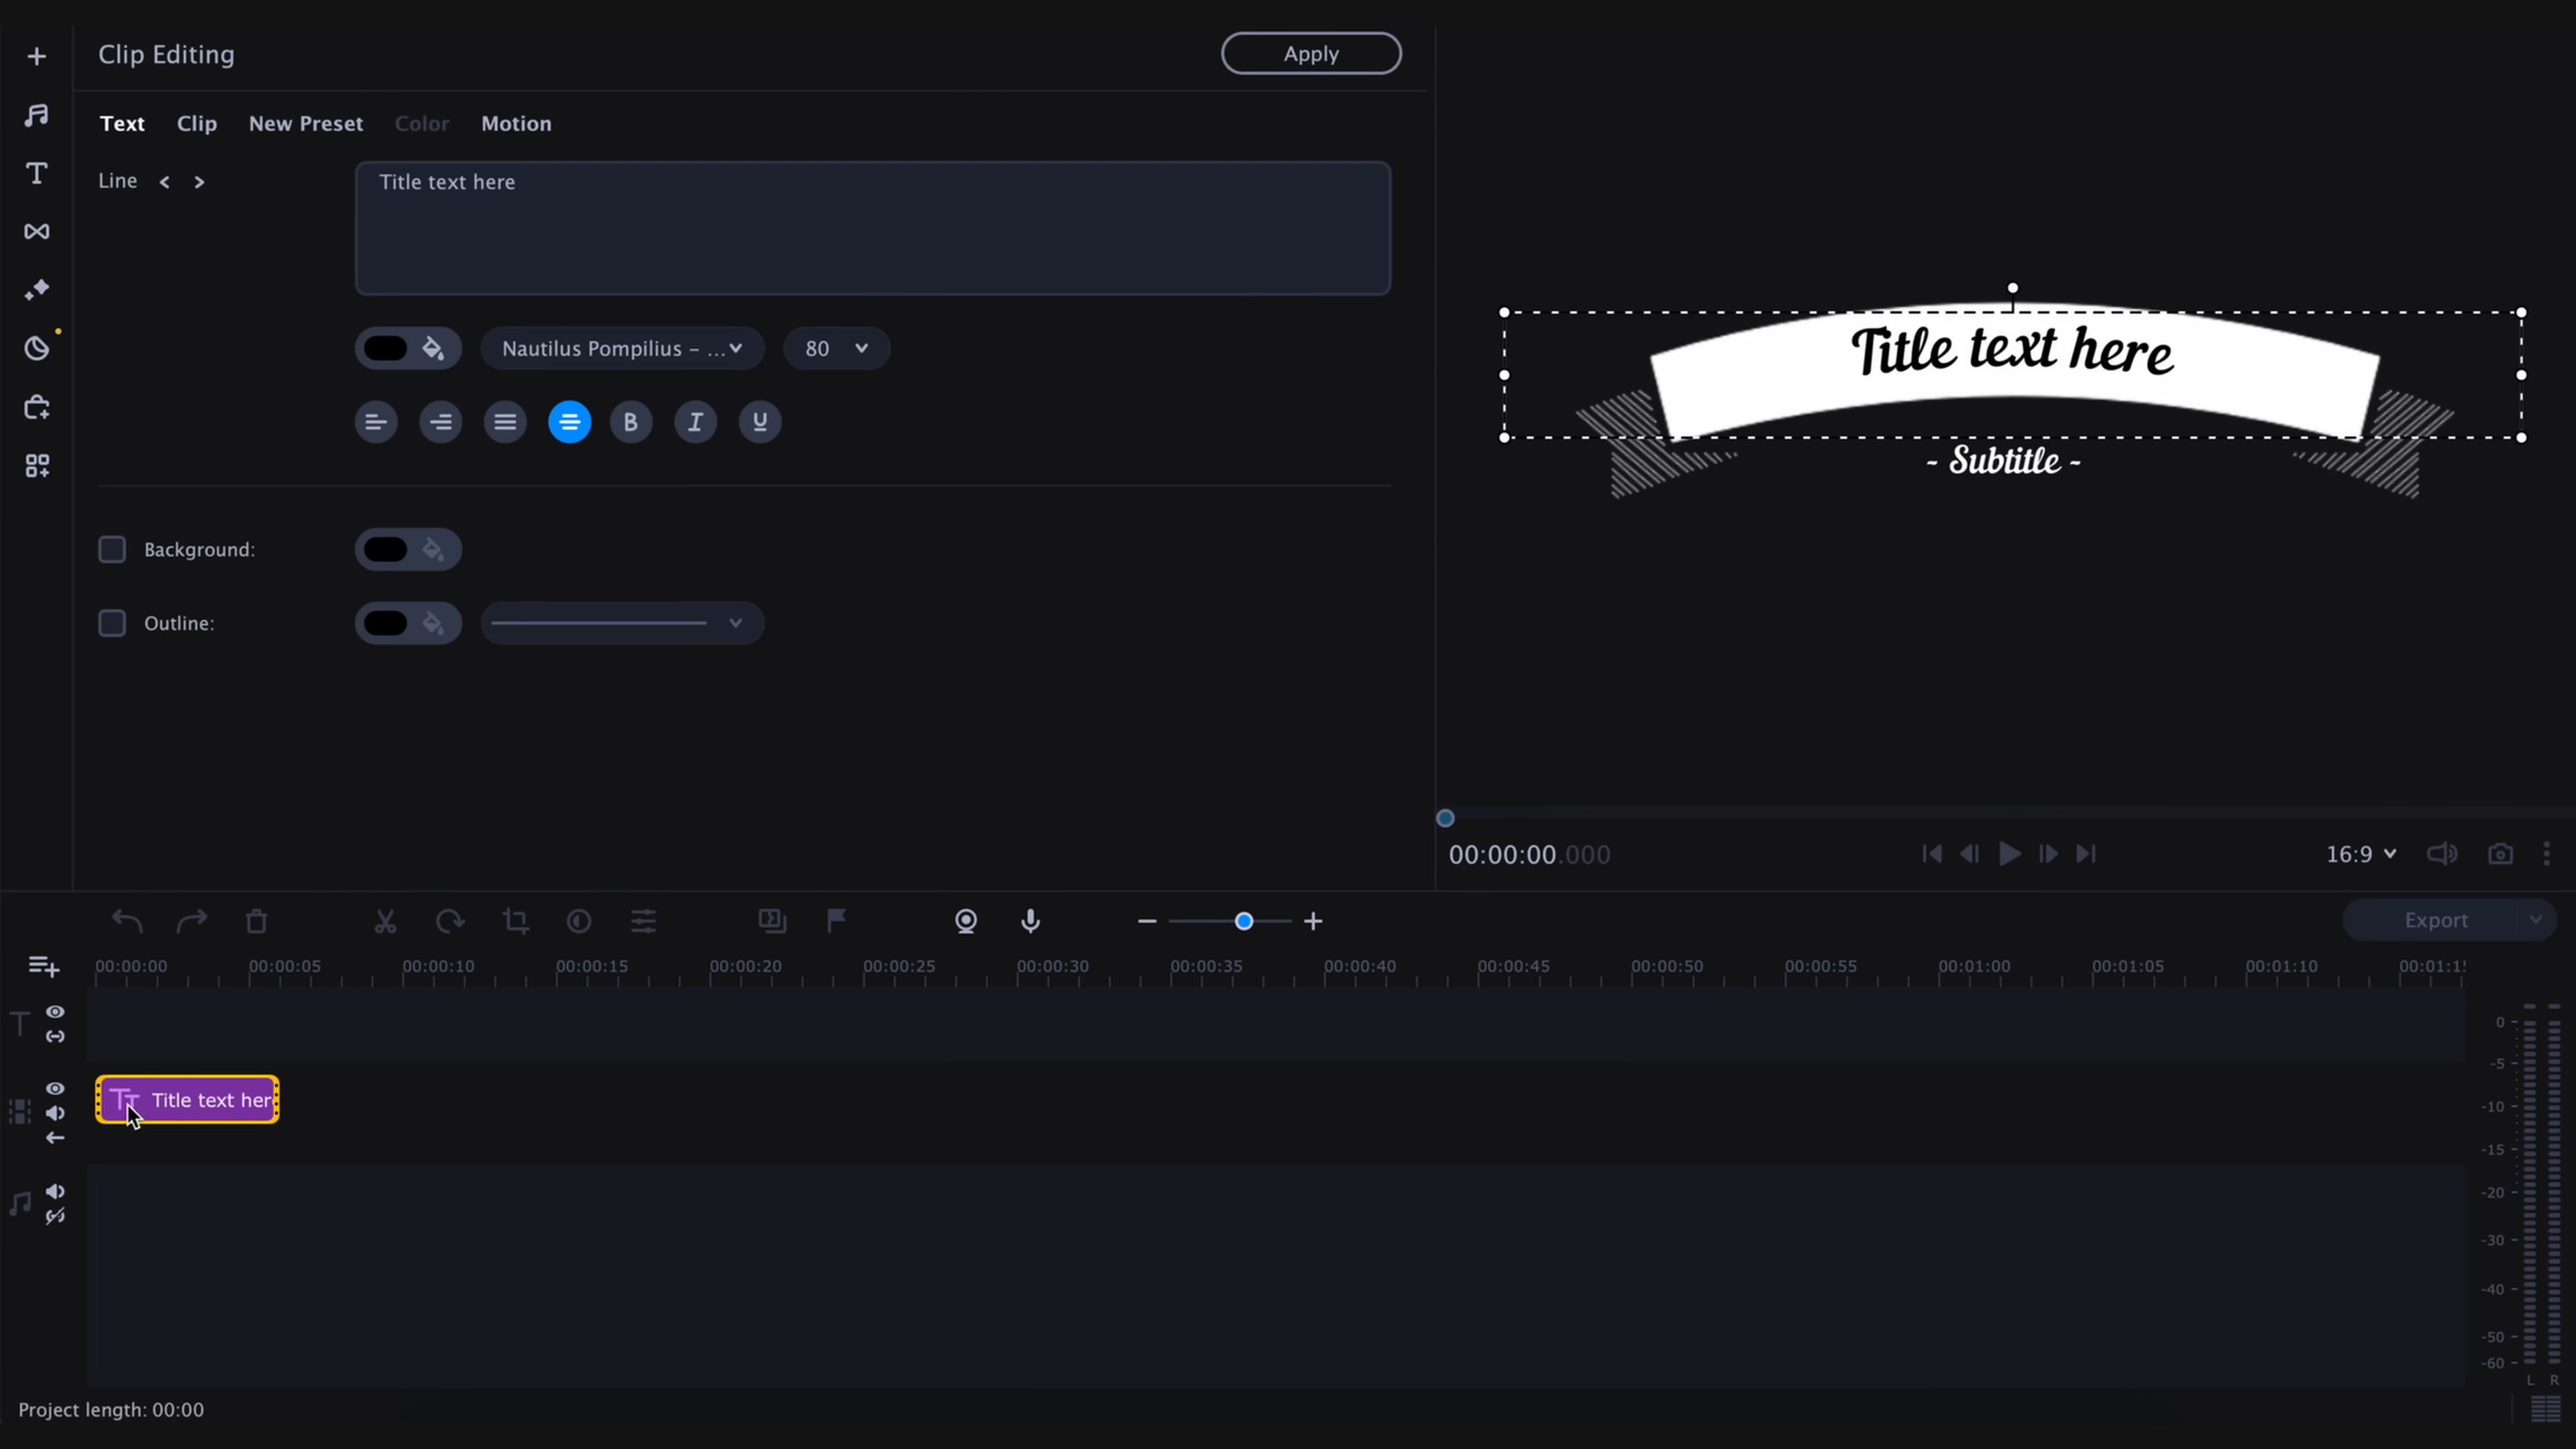 Clip Editing
Apply
Text Clip New Preset Color Motion
Line < >
Title text here
Nautilus Pompilius – ...
80
B I U
Background:
Outline:
Title text here
- Subtitle -
00:00:00.000
16:9
Export
00:00:00 00:00:05 00:00:10 00:00:15 00:00:20 00:00:25 00:00:30 00:00:35 00:00:40 00:00:45 00:00:50 00:00:55 00:01:00 00:01:05 00:01:10 00:01:1
Title text her
0
-5
-10
-15
-20
-30
-40
-50
-60
L R
Project length: 00:00